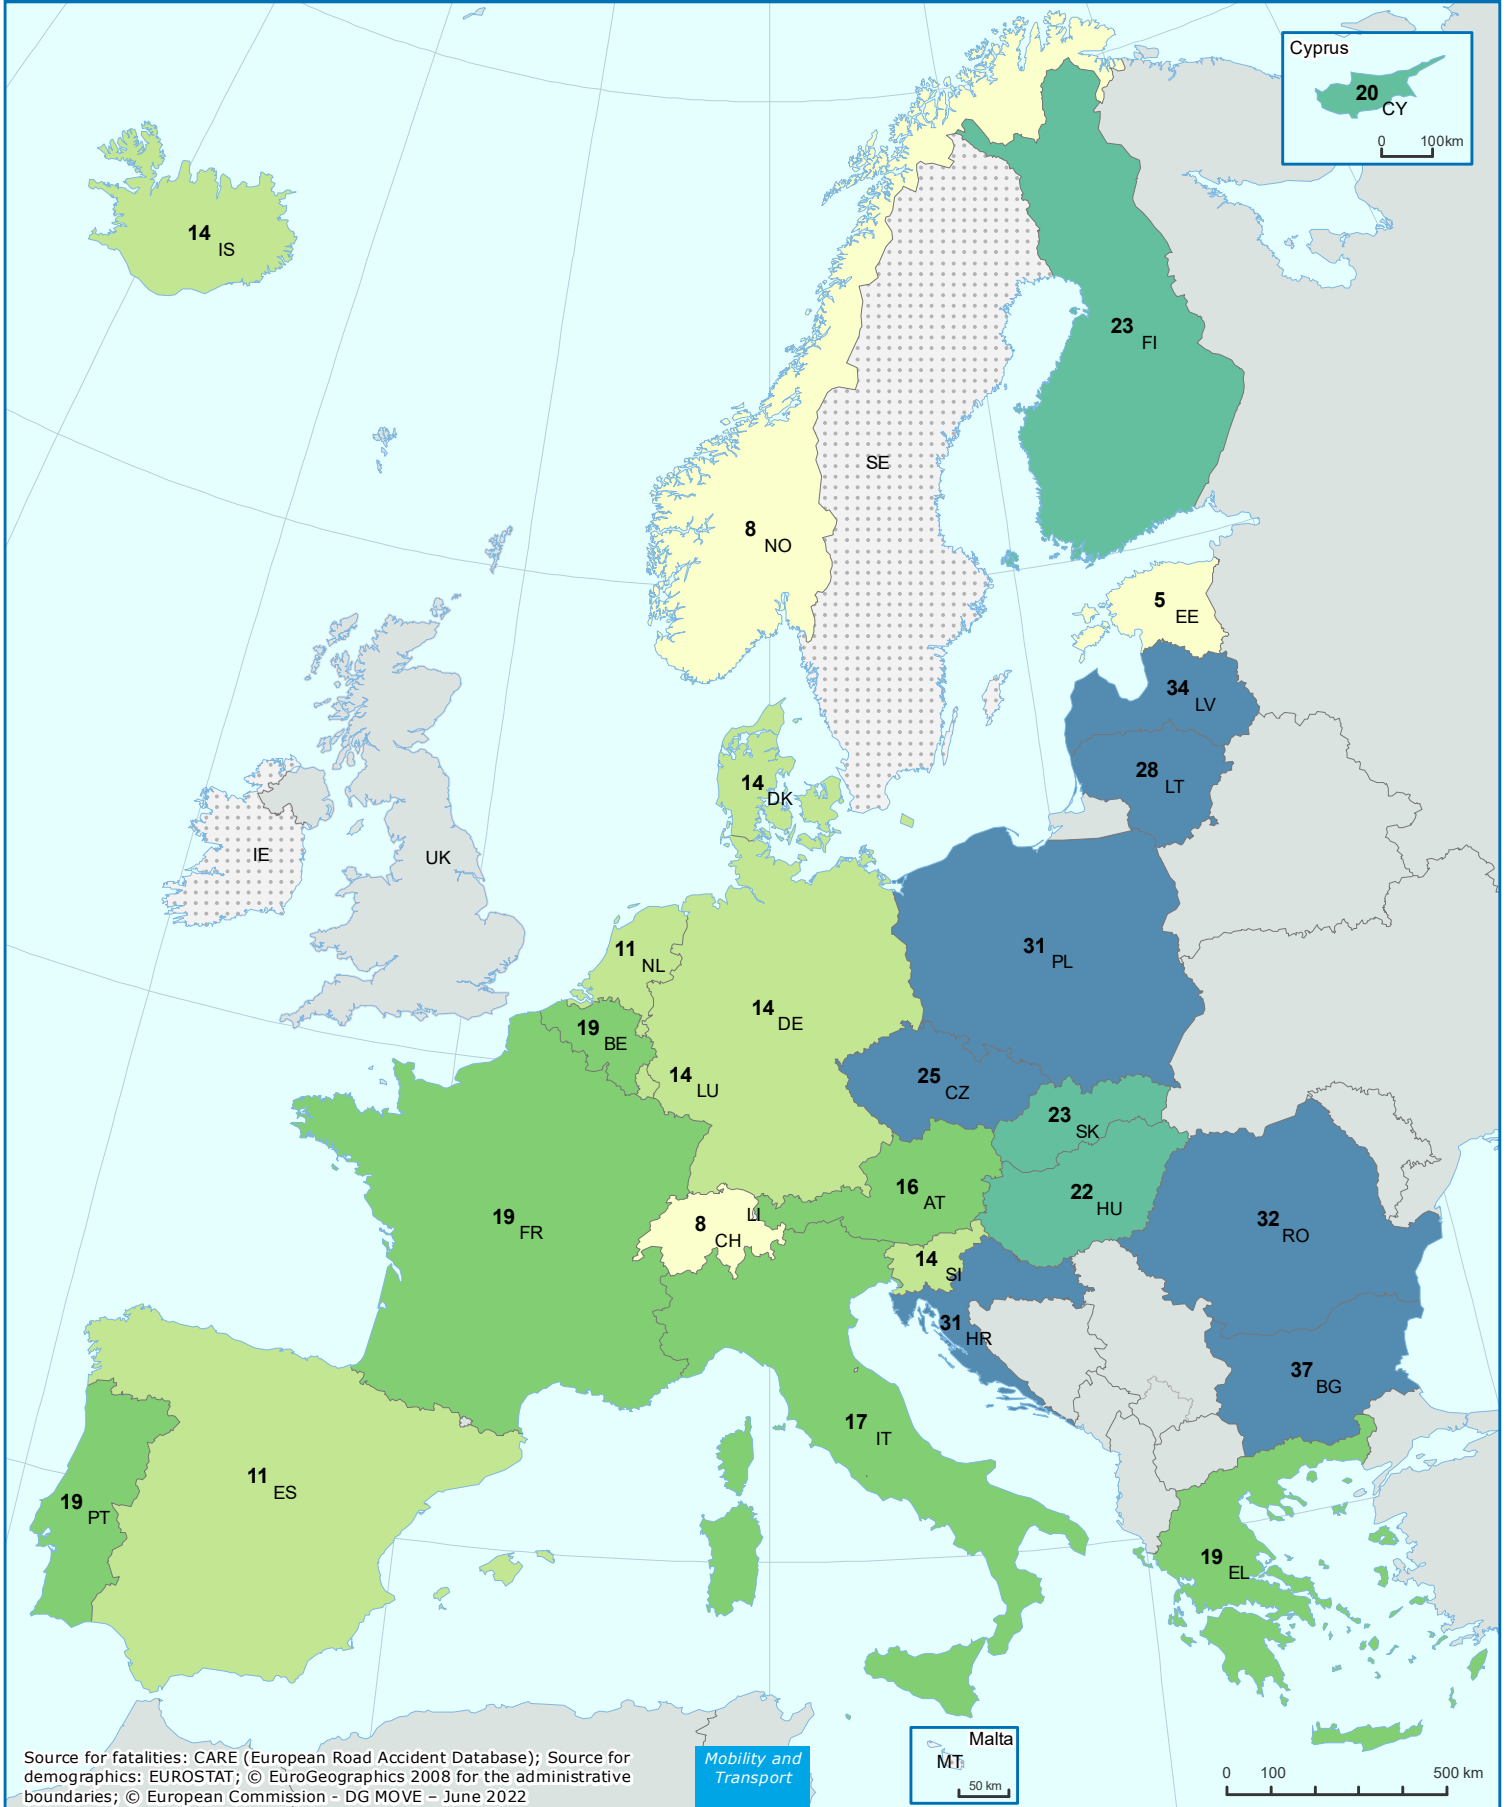 Cyprus
20
CY
0 100km
14
IS
23
FI
SE
8
NO
5
EE
34
LV
14
DK
28
LT
IE
UK
11
NL
31
PL
14
DE
19
BE
14
LU
25
CZ
23
SK
16
AT
22
HU
19
FR
8
CH
LI
32
RO
14
SI
31
HR
37
BG
17
IT
11
ES
19
PT
19
EL
Malta
MT
50 km
0 100 500 km
Mobility and
Transport
Source for fatalities: CARE (European Road Accident Database); Source for
demographics: EUROSTAT; © EuroGeographics 2008 for the administrative
boundaries; © European Commission - DG MOVE – June 2022